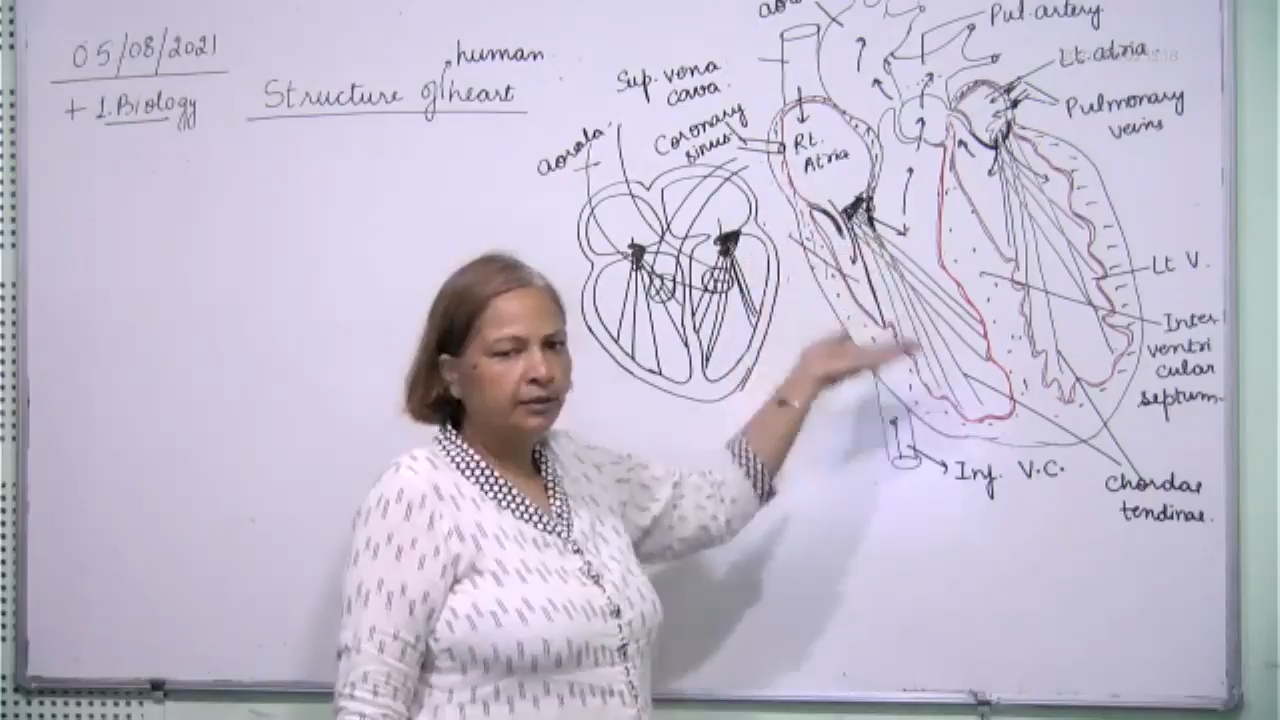 05/08/2021
+ 1. Biology
human
Structure of heart
Sup. vena
cava.
aorata.
Coronary
sinus
Rt.
Atria
Pul. artery
Lt. atria
Pulmonary
veins
Lt V.
Inter
ventri
cular
septum.
Inf. V.C.
Chordae
tendinae.